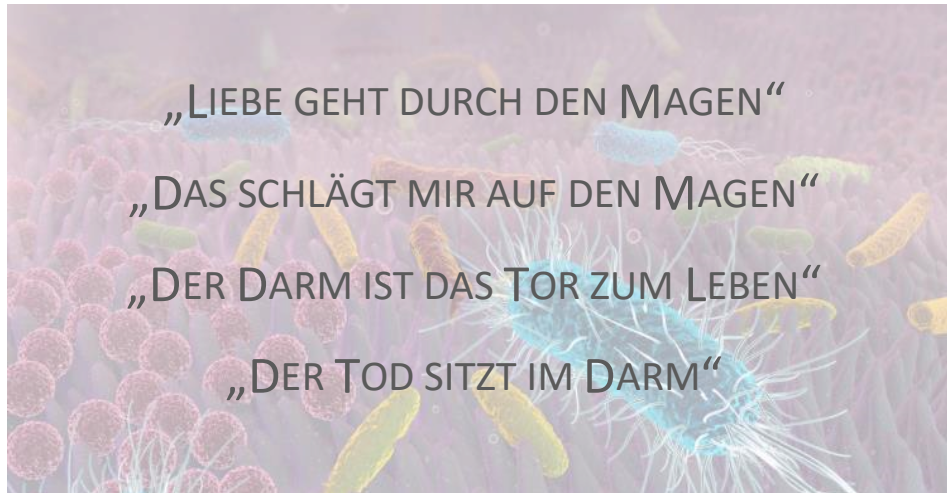 „Liebe geht durch den Magen“
„Das schlägt mir auf den Magen“
„Der Darm ist das Tor zum Leben“
„Der Tod sitzt im Darm“